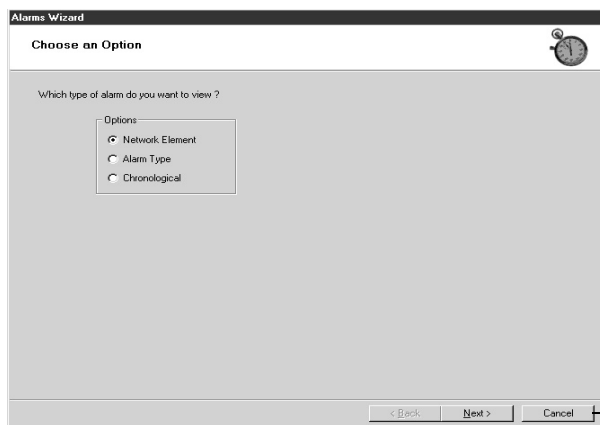 Alarms Wizard
Choose an Option
Which type of alarm do you want to view ?
Options
Network Element
Alarm Type
Chronological
< Back
Next >
Cancel